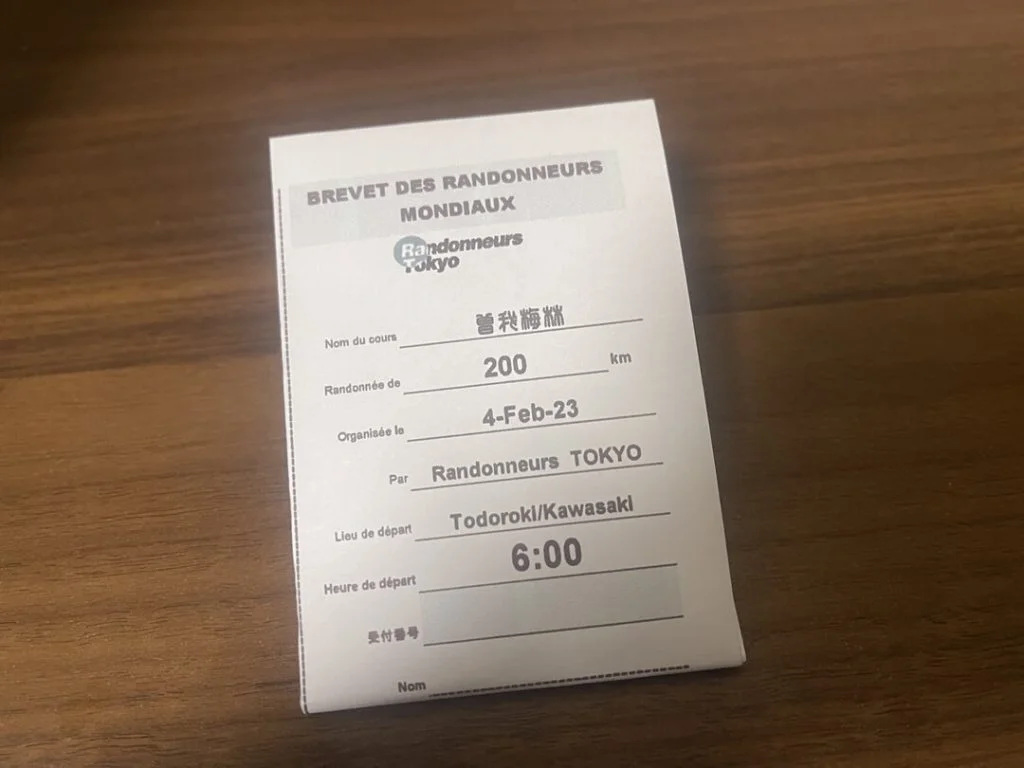 BREVET DES RANDONNEURS
MONDIAUX
Randonneurs
Tokyo
Nom du cours 曽我梅林
Randonnée de 200 km
Organisée le 4-Feb-23
Par Randonneurs TOKYO
Lieu de départ Todoroki/Kawasaki
Heure de départ 6:00
受付番号
Nom